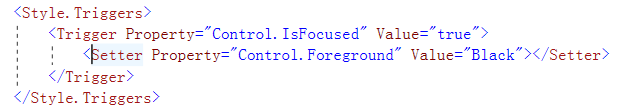 <Style.Triggers>
<Trigger Property="Control.IsFocused" Value="true">
<Setter Property="Control.Foreground" Value="Black"></Setter>
</Trigger>
</Style.Triggers>